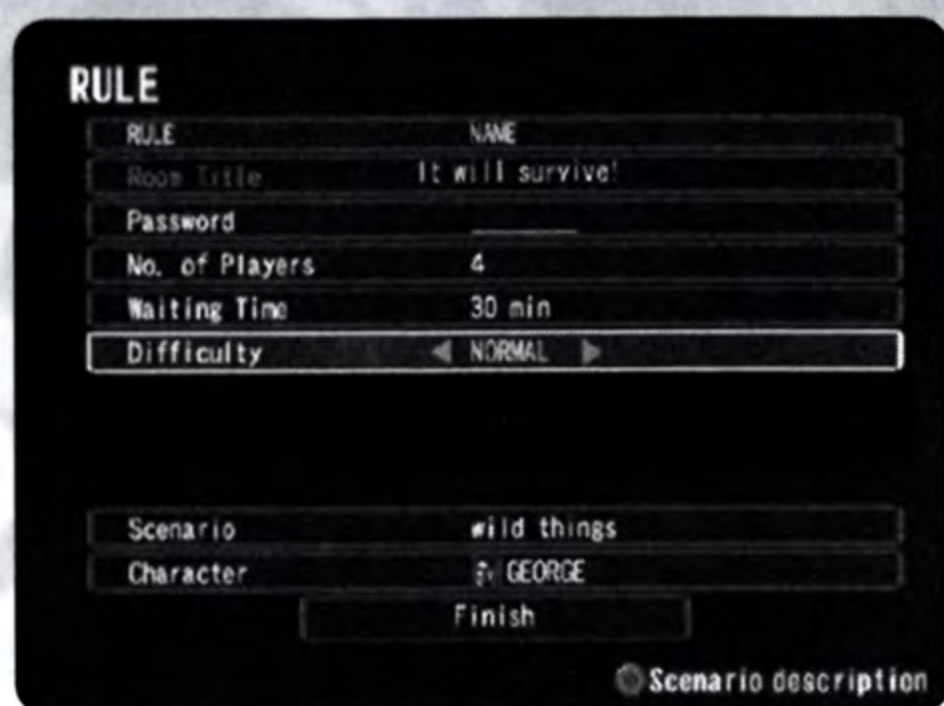 RULE
RULE NAME
Room Title It will survive!
Password
No. of Players 4
Waiting Time 30 min
Difficulty NORMAL
Scenario wild things
Character GEORGE
Finish
Scenario description